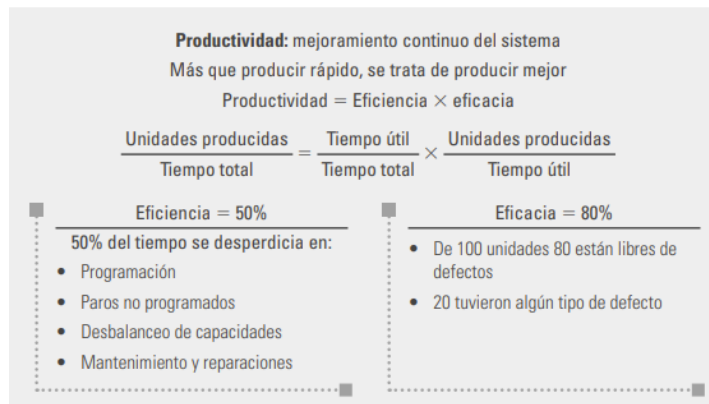 Productividad: mejoramiento continuo del sistema
Más que producir rápido, se trata de producir mejor
Productividad = Eficiencia × eficacia
Unidades producidas / Tiempo total = Tiempo útil / Tiempo total × Unidades producidas / Tiempo útil
Eficiencia = 50%
50% del tiempo se desperdicia en:
• Programación
• Paros no programados
• Desbalanceo de capacidades
• Mantenimiento y reparaciones
Eficacia = 80%
• De 100 unidades 80 están libres de
defectos
• 20 tuvieron algún tipo de defecto